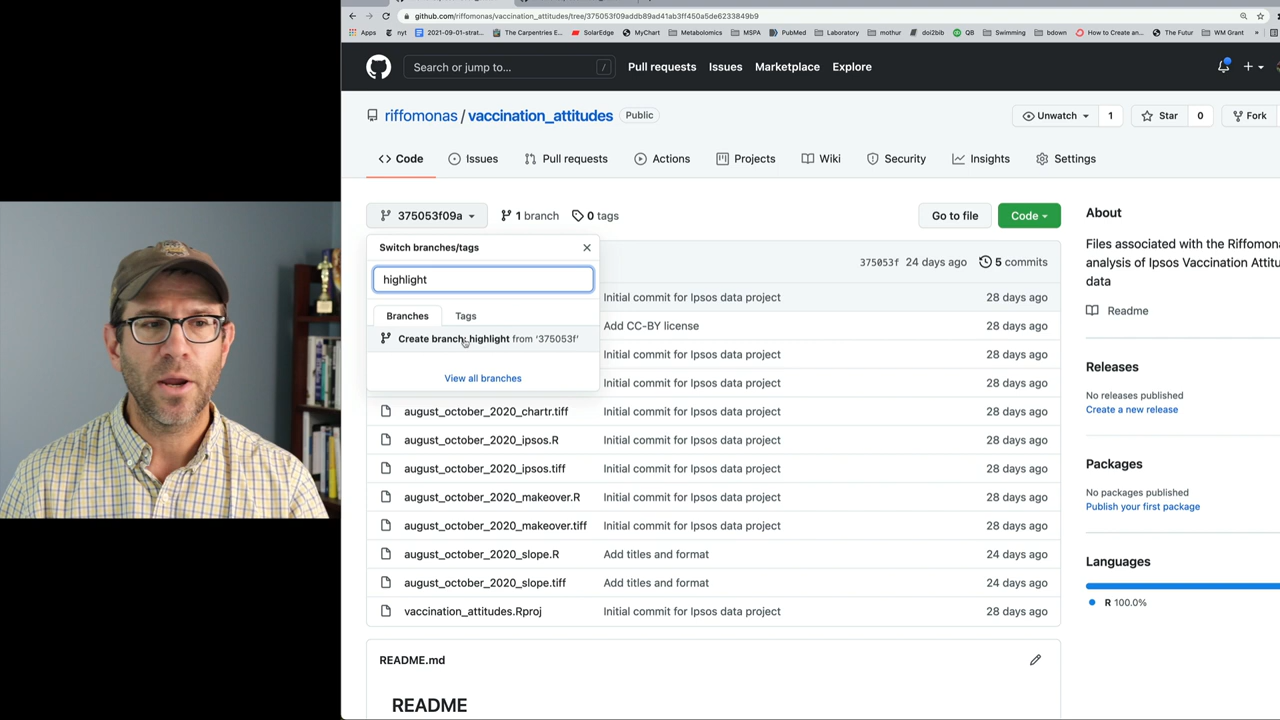 github.com/riffomonas/vaccination_attitudes/tree/375053f09addb89ad41ab3ff450a5de6233849b9
Apps nyt 2021-09-01-strat... The Carpentries E... SolarEdge MyChart Metabolomics MSPA PubMed Laboratory mothur doi2bib QB Swimming bdown How to Create an... The Futur WM Grant »
Search or jump to... / Pull requests Issues Marketplace Explore
riffomonas / vaccination_attitudes Public Unwatch 1 Star 0 Fork
<> Code Issues Pull requests Actions Projects Wiki Security Insights Settings
375053f09a 1 branch 0 tags Go to file Code
About
Switch branches/tags
Files associated with the Riffomona
375053f 24 days ago 5 commits
analysis of Ipsos Vaccination Attitu
highlight
data
Initial commit for Ipsos data project 28 days ago
Readme
Branches Tags
Add CC-BY license 28 days ago
Create branch: highlight from '375053f'
Initial commit for Ipsos data project 28 days ago
Releases
View all branches
Initial commit for Ipsos data project 28 days ago
No releases published
Create a new release
august_october_2020_chartr.tiff Initial commit for Ipsos data project 28 days ago
august_october_2020_ipsos.R Initial commit for Ipsos data project 28 days ago
Packages
august_october_2020_ipsos.tiff Initial commit for Ipsos data project 28 days ago
No packages published
Publish your first package
august_october_2020_makeover.R Initial commit for Ipsos data project 28 days ago
august_october_2020_makeover.tiff Initial commit for Ipsos data project 28 days ago
august_october_2020_slope.R Add titles and format 24 days ago
Languages
august_october_2020_slope.tiff Add titles and format 24 days ago
R 100.0%
vaccination_attitudes.Rproj Initial commit for Ipsos data project 28 days ago
README.md
README